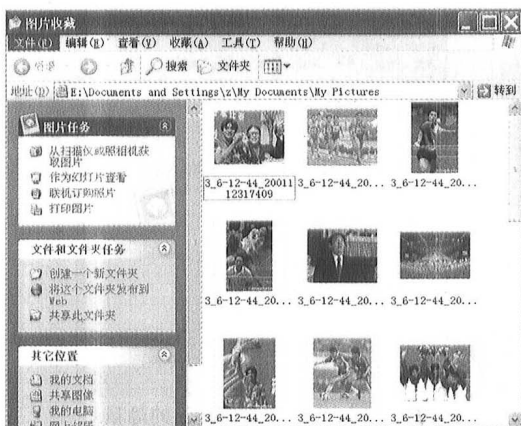 图片收藏
文件(F) 编辑(E) 查看(V) 收藏(A) 工具(T) 帮助(H)
搜索 文件夹
地址(D) E:\Documents and Settings\z\My Documents\My Pictures 转到
图片任务
从扫描仪或照相机获
取图片
作为幻灯片查看
联机订购照片
打印图片
文件和文件夹任务
创建一个新文件夹
将这个文件夹发布到
Web
共享此文件夹
其它位置
我的文档
共享图像
我的电脑
3_6-12-44_20011
12317409
3_6-12-44_20...
3_6-12-44_20...
3_6-12-44_20...
3_6-12-44_20...
3_6-12-44_20...
3_6-12-44_20...
3_6-12-44_20...
3_6-12-44_20...